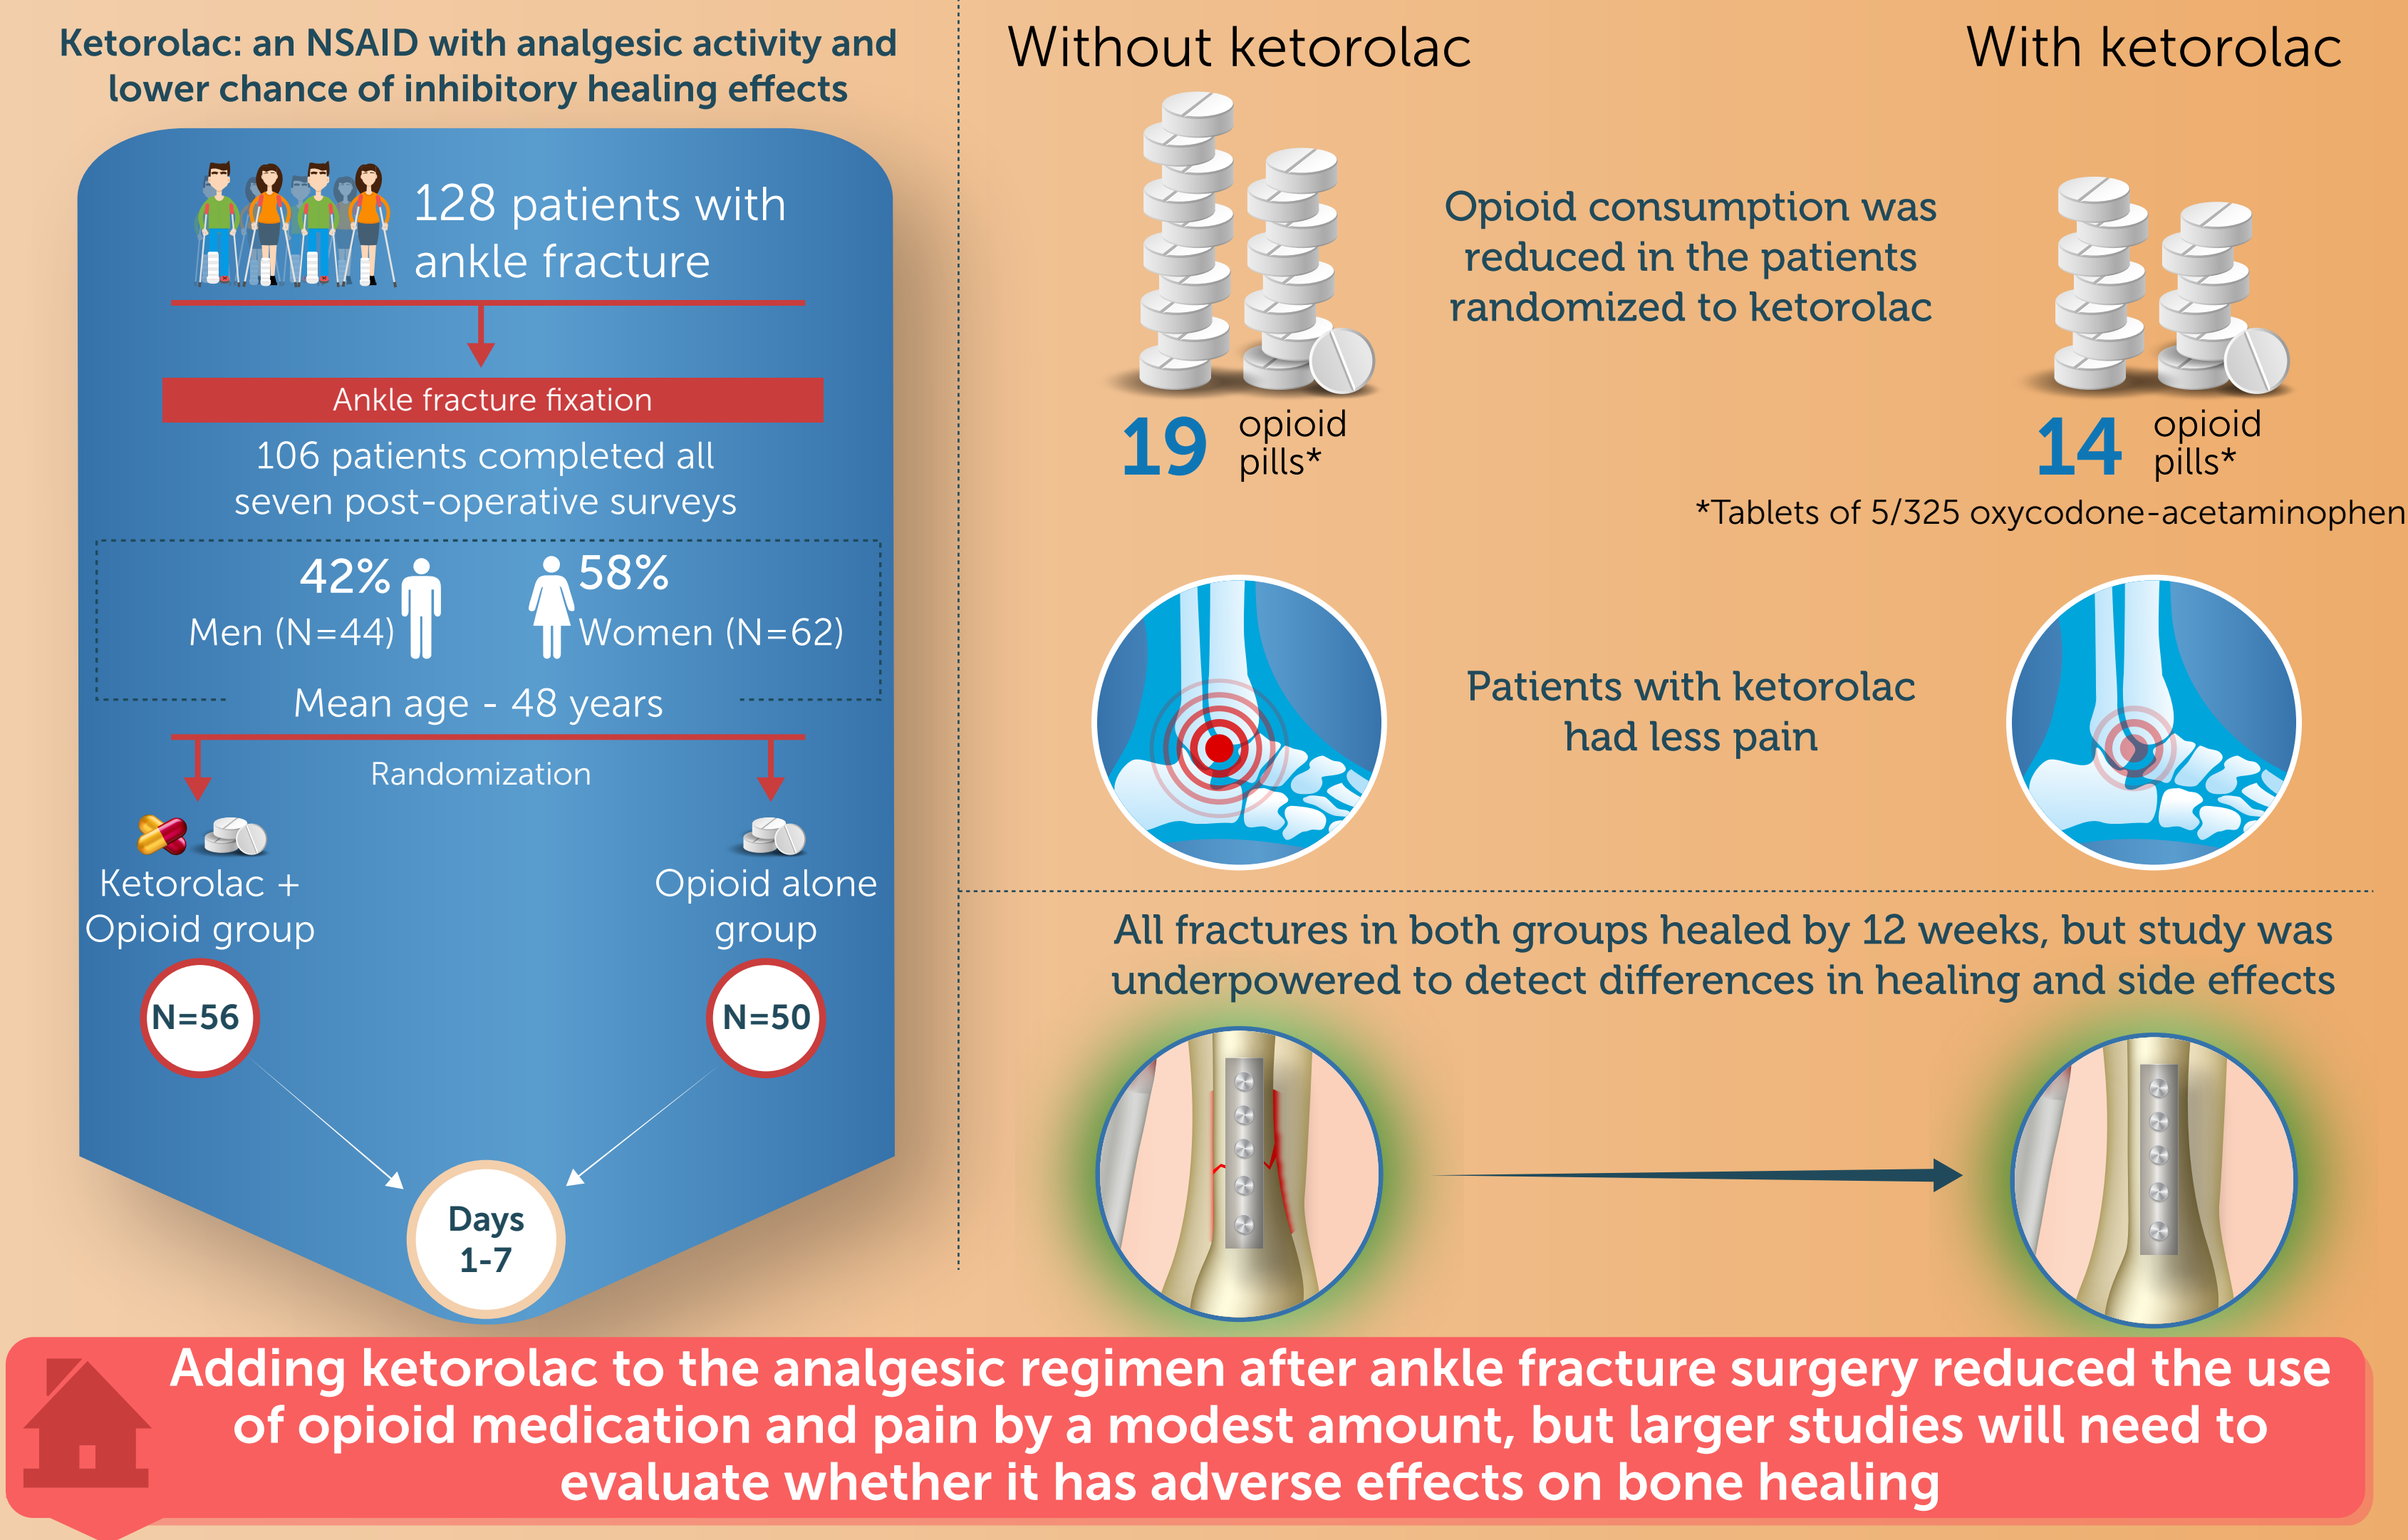 Ketorolac: an NSAID with analgesic activity and
lower chance of inhibitory healing effects
128 patients with
ankle fracture
Ankle fracture fixation
106 patients completed all
seven post-operative surveys
42%
Men (N=44)
58%
Women (N=62)
Mean age - 48 years
Randomization
Ketorolac +
Opioid group
N=56
Opioid alone
group
N=50
Days
1-7
Without ketorolac
With ketorolac
Opioid consumption was
reduced in the patients
randomized to ketorolac
19 opioid
pills*
14 opioid
pills*
*Tablets of 5/325 oxycodone-acetaminophen
Patients with ketorolac
had less pain
All fractures in both groups healed by 12 weeks, but study was
underpowered to detect differences in healing and side effects
Adding ketorolac to the analgesic regimen after ankle fracture surgery reduced the use
of opioid medication and pain by a modest amount, but larger studies will need to
evaluate whether it has adverse effects on bone healing